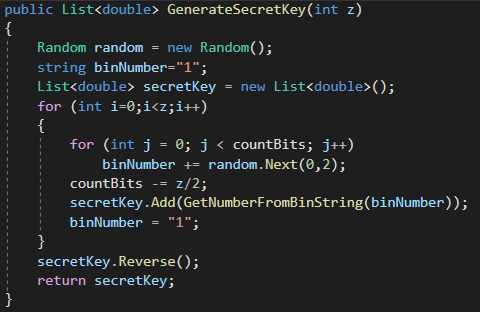 public List<double> GenerateSecretKey(int z)
{
Random random = new Random();
string binNumber="1";
List<double> secretKey = new List<double>();
for (int i=0;i<z;i++)
{
for (int j = 0; j < countBits; j++)
binNumber += random.Next(0,2);
countBits -= z/2;
secretKey.Add(GetNumberFromBinString(binNumber));
binNumber = "1";
}
secretKey.Reverse();
return secretKey;
}